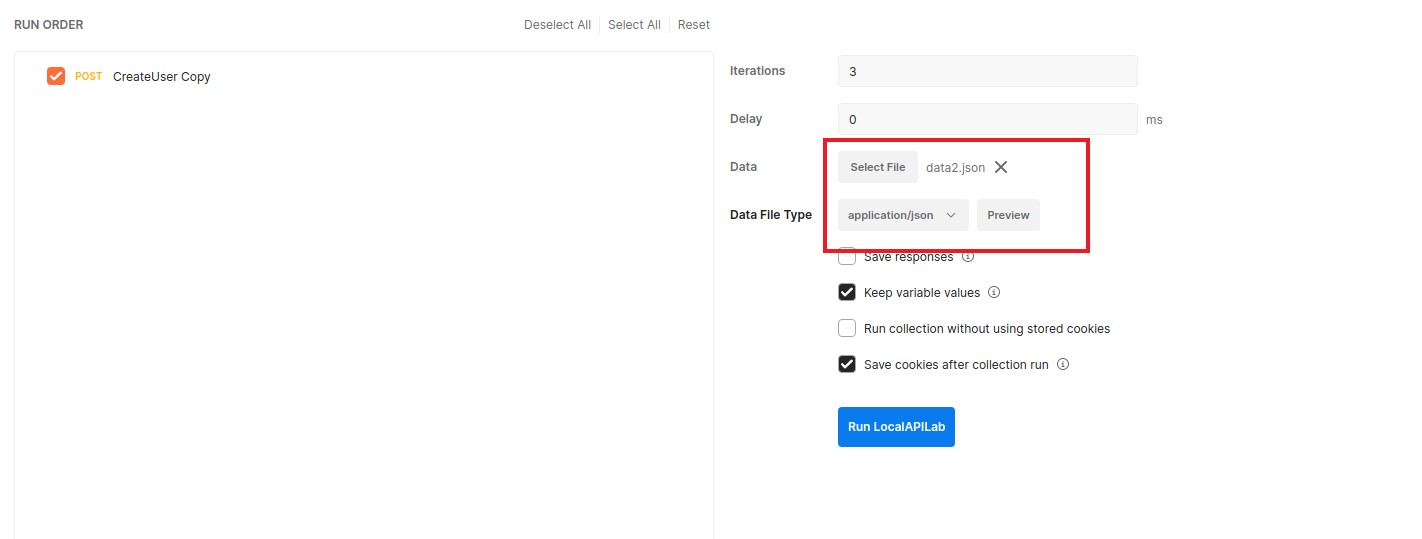 RUN ORDER
Deselect All Select All Reset
POST CreateUser Copy
Iterations 3
Delay 0 ms
Data Select File data2.json
Data File Type application/json Preview
Save responses
Keep variable values
Run collection without using stored cookies
Save cookies after collection run
Run LocalAPILab